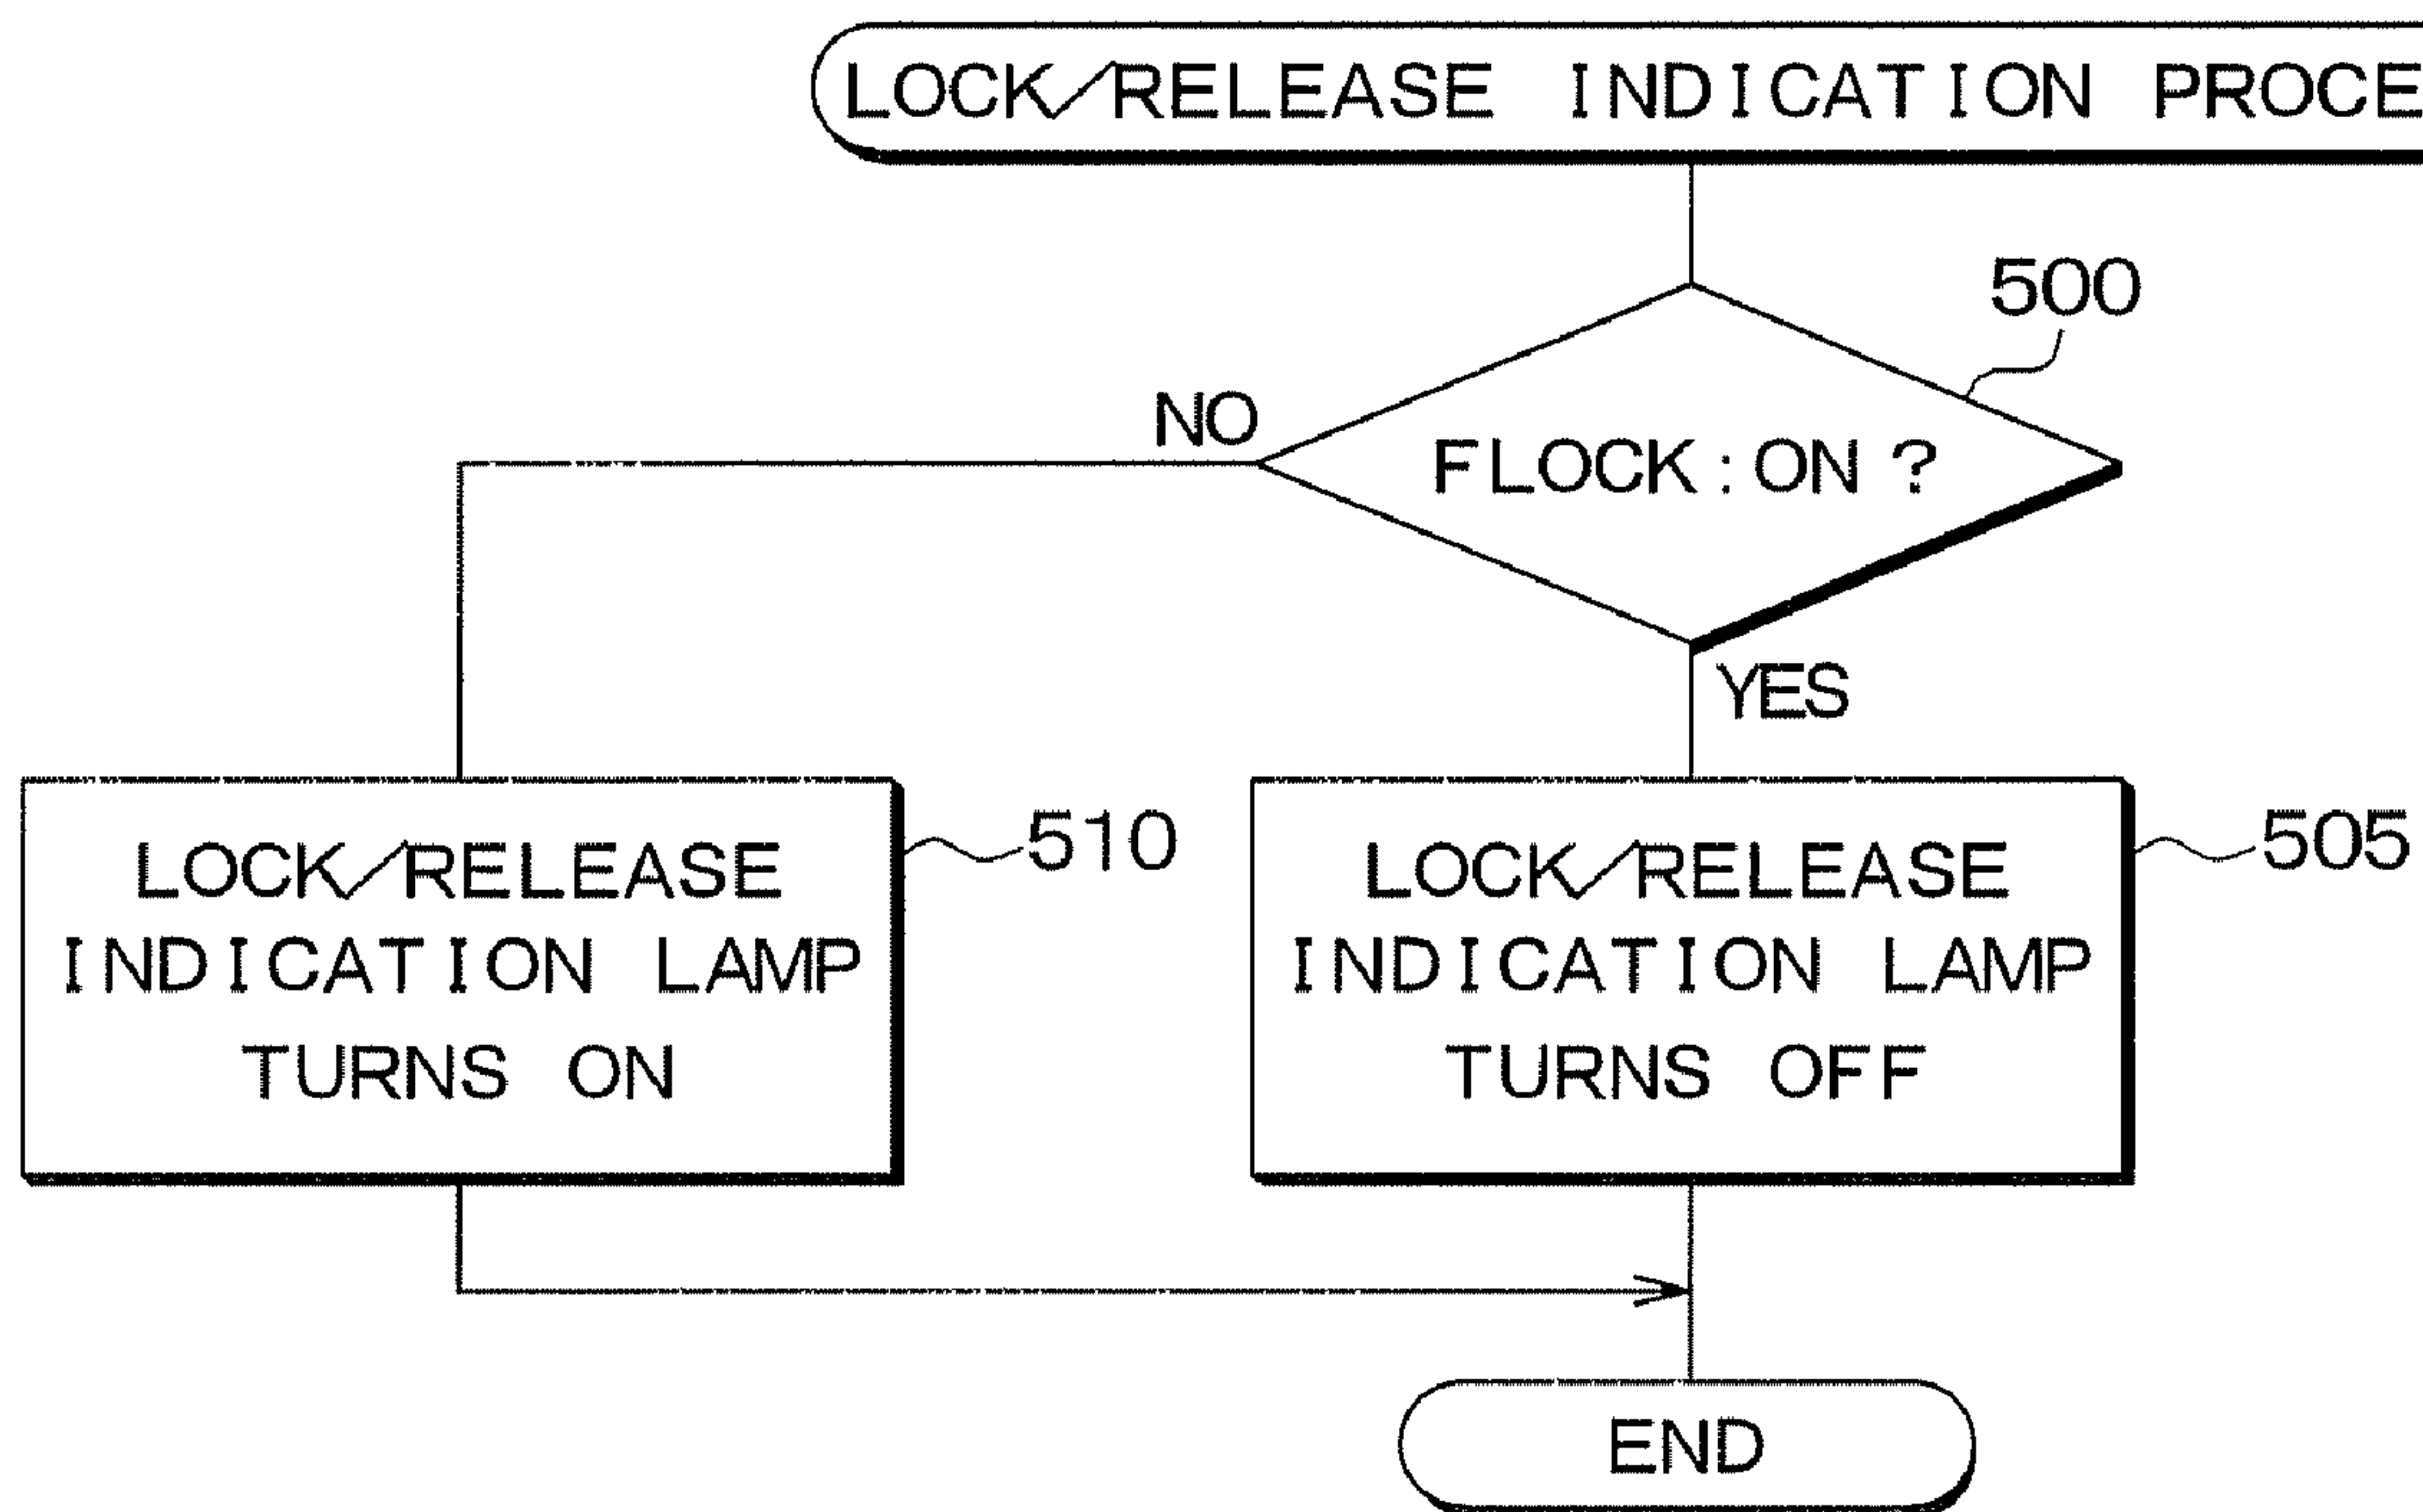 LOCK/RELEASE INDICATION PROCE
500
NO
FLOCK:ON?
YES
LOCK/RELEASE
INDICATION LAMP
TURNS ON
510
LOCK/RELEASE
INDICATION LAMP
TURNS OFF
505
END